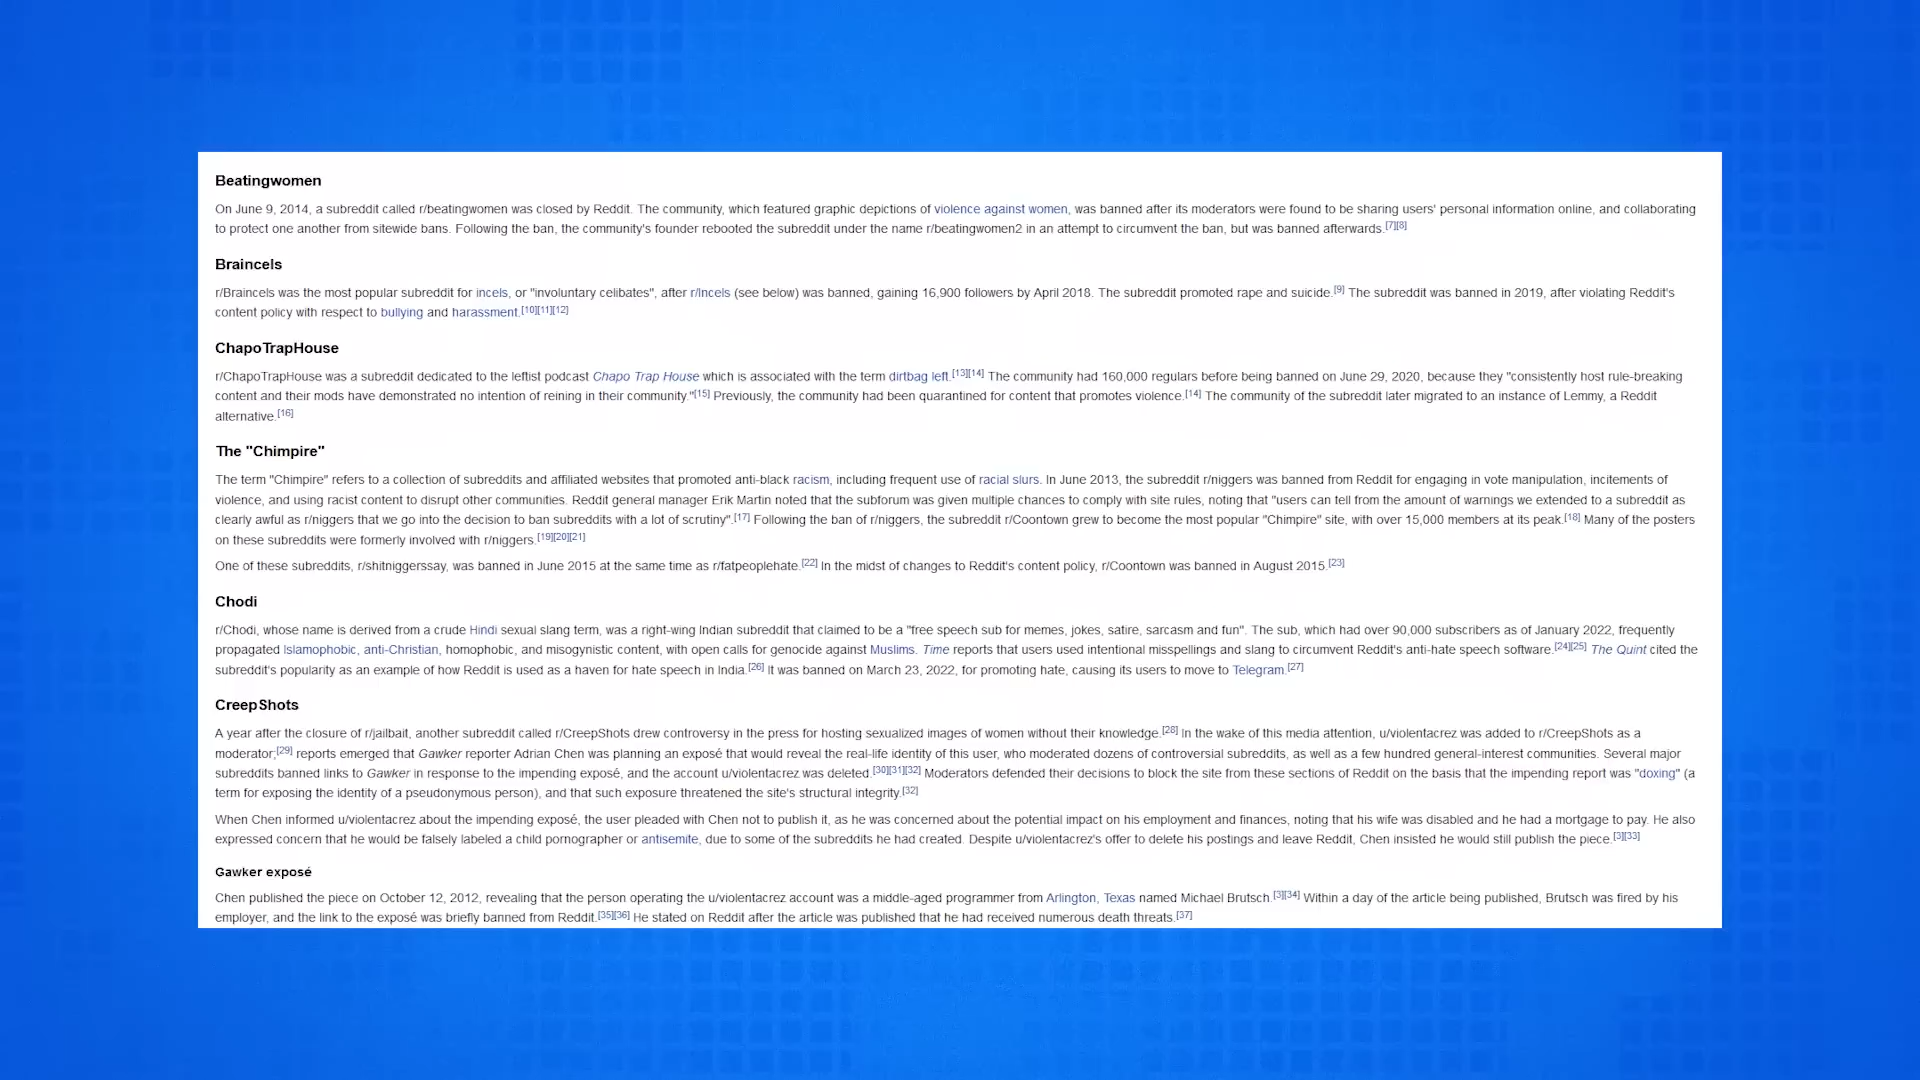 Beatingwomen
On June 9, 2014, a subreddit called r/beatingwomen was closed by Reddit. The community, which featured graphic depictions of violence against women, was banned after its moderators were found to be sharing users' personal information online, and collaborating
to protect one another from sitewide bans. Following the ban, the community's founder rebooted the subreddit under the name r/beatingwomen2 in an attempt to circumvent the ban, but was banned afterwards.[7][8]
Braincels
r/Braincels was the most popular subreddit for incels, or "involuntary celibates", after r/Incels (see below) was banned, gaining 16,900 followers by April 2018. The subreddit promoted rape and suicide.[9] The subreddit was banned in 2019, after violating Reddit's
content policy with respect to bullying and harassment.[10][11][12]
ChapoTrapHouse
r/ChapoTrapHouse was a subreddit dedicated to the leftist podcast Chapo Trap House which is associated with the term dirtbag left.[13][14] The community had 160,000 regulars before being banned on June 29, 2020, because they "consistently host rule-breaking
content and their mods have demonstrated no intention of reining in their community."[15] Previously, the community had been quarantined for content that promotes violence.[14] The community of the subreddit later migrated to an instance of Lemmy, a Reddit
alternative.[16]
The "Chimpire"
The term "Chimpire" refers to a collection of subreddits and affiliated websites that promoted anti-black racism, including frequent use of racial slurs. In June 2013, the subreddit r/niggers was banned from Reddit for engaging in vote manipulation, incitements of
violence, and using racist content to disrupt other communities. Reddit general manager Erik Martin noted that the subforum was given multiple chances to comply with site rules, noting that "users can tell from the amount of warnings we extended to a subreddit as
clearly awful as r/niggers that we go into the decision to ban subreddits with a lot of scrutiny".[17] Following the ban of r/niggers, the subreddit r/Coontown grew to become the most popular "Chimpire" site, with over 15,000 members at its peak.[18] Many of the posters
on these subreddits were formerly involved with r/niggers.[19][20][21]
One of these subreddits, r/shitniggerssay, was banned in June 2015 at the same time as r/fatpeoplehate.[22] In the midst of changes to Reddit's content policy, r/Coontown was banned in August 2015.[23]
Chodi
r/Chodi, whose name is derived from a crude Hindi sexual slang term, was a right-wing Indian subreddit that claimed to be a "free speech sub for memes, jokes, satire, sarcasm and fun". The sub, which had over 90,000 subscribers as of January 2022, frequently
propagated Islamophobic, anti-Christian, homophobic, and misogynistic content, with open calls for genocide against Muslims. Time reports that users used intentional misspellings and slang to circumvent Reddit's anti-hate speech software.[24][25] The Quint cited the
subreddit's popularity as an example of how Reddit is used as a haven for hate speech in India.[26] It was banned on March 23, 2022, for promoting hate, causing its users to move to Telegram.[27]
CreepShots
A year after the closure of r/jailbait, another subreddit called r/CreepShots drew controversy in the press for hosting sexualized images of women without their knowledge.[28] In the wake of this media attention, u/violentacrez was added to r/CreepShots as a
moderator;[29] reports emerged that Gawker reporter Adrian Chen was planning an exposé that would reveal the real-life identity of this user, who moderated dozens of controversial subreddits, as well as a few hundred general-interest communities. Several major
subreddits banned links to Gawker in response to the impending exposé, and the account u/violentacrez was deleted.[30][31][32] Moderators defended their decisions to block the site from these sections of Reddit on the basis that the impending report was "doxing" (a
term for exposing the identity of a pseudonymous person), and that such exposure threatened the site's structural integrity.[32]
When Chen informed u/violentacrez about the impending exposé, the user pleaded with Chen not to publish it, as he was concerned about the potential impact on his employment and finances, noting that his wife was disabled and he had a mortgage to pay. He also
expressed concern that he would be falsely labeled a child pornographer or antisemite, due to some of the subreddits he had created. Despite u/violentacrez's offer to delete his postings and leave Reddit, Chen insisted he would still publish the piece.[3][33]
Gawker exposé
Chen published the piece on October 12, 2012, revealing that the person operating the u/violentacrez account was a middle-aged programmer from Arlington, Texas named Michael Brutsch.[3][34] Within a day of the article being published, Brutsch was fired by his
employer, and the link to the exposé was briefly banned from Reddit.[35][36] He stated on Reddit after the article was published that he had received numerous death threats.[37]